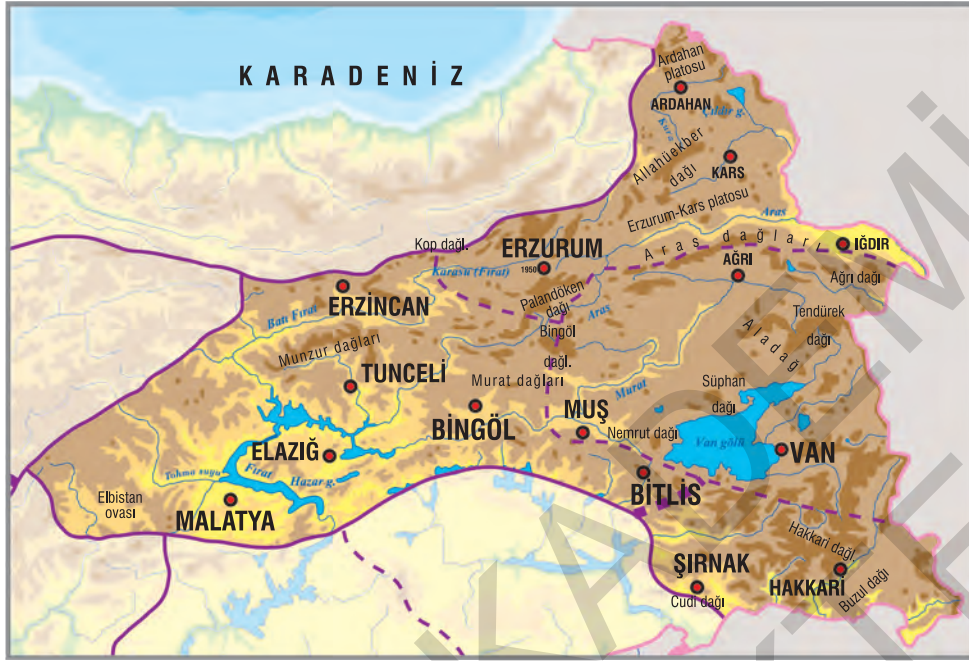 KARADENİZ
Ardahan
platosu
ARDAHAN
Çıldır g.
Kura
Allahüekber
dağı
KARS
Erzurum-Kars platosu
Aras
Kop dağl.
ERZURUM
1950
Aras dağları
IĞDIR
AĞRI
Ağrı dağı
Karasu (Fırat)
ERZİNCAN
Palandöken
dağı
Aras
Tendürek
dağı
Batı Fırat
Bingöl
dağl.
Aladağ
Munzur dağları
TUNCELİ
Murat dağları
Murat
Süphan
dağı
BİNGÖL
MUŞ
Nemrut dağı
Van gölü
VAN
ELAZIĞ
Tohma suyu
Fırat
Hazar g.
BİTLİS
Elbistan
ovası
MALATYA
Hakkari dağl.
ŞIRNAK
HAKKARİ
Buzul dağı
Cudi dağı
KADEMİ